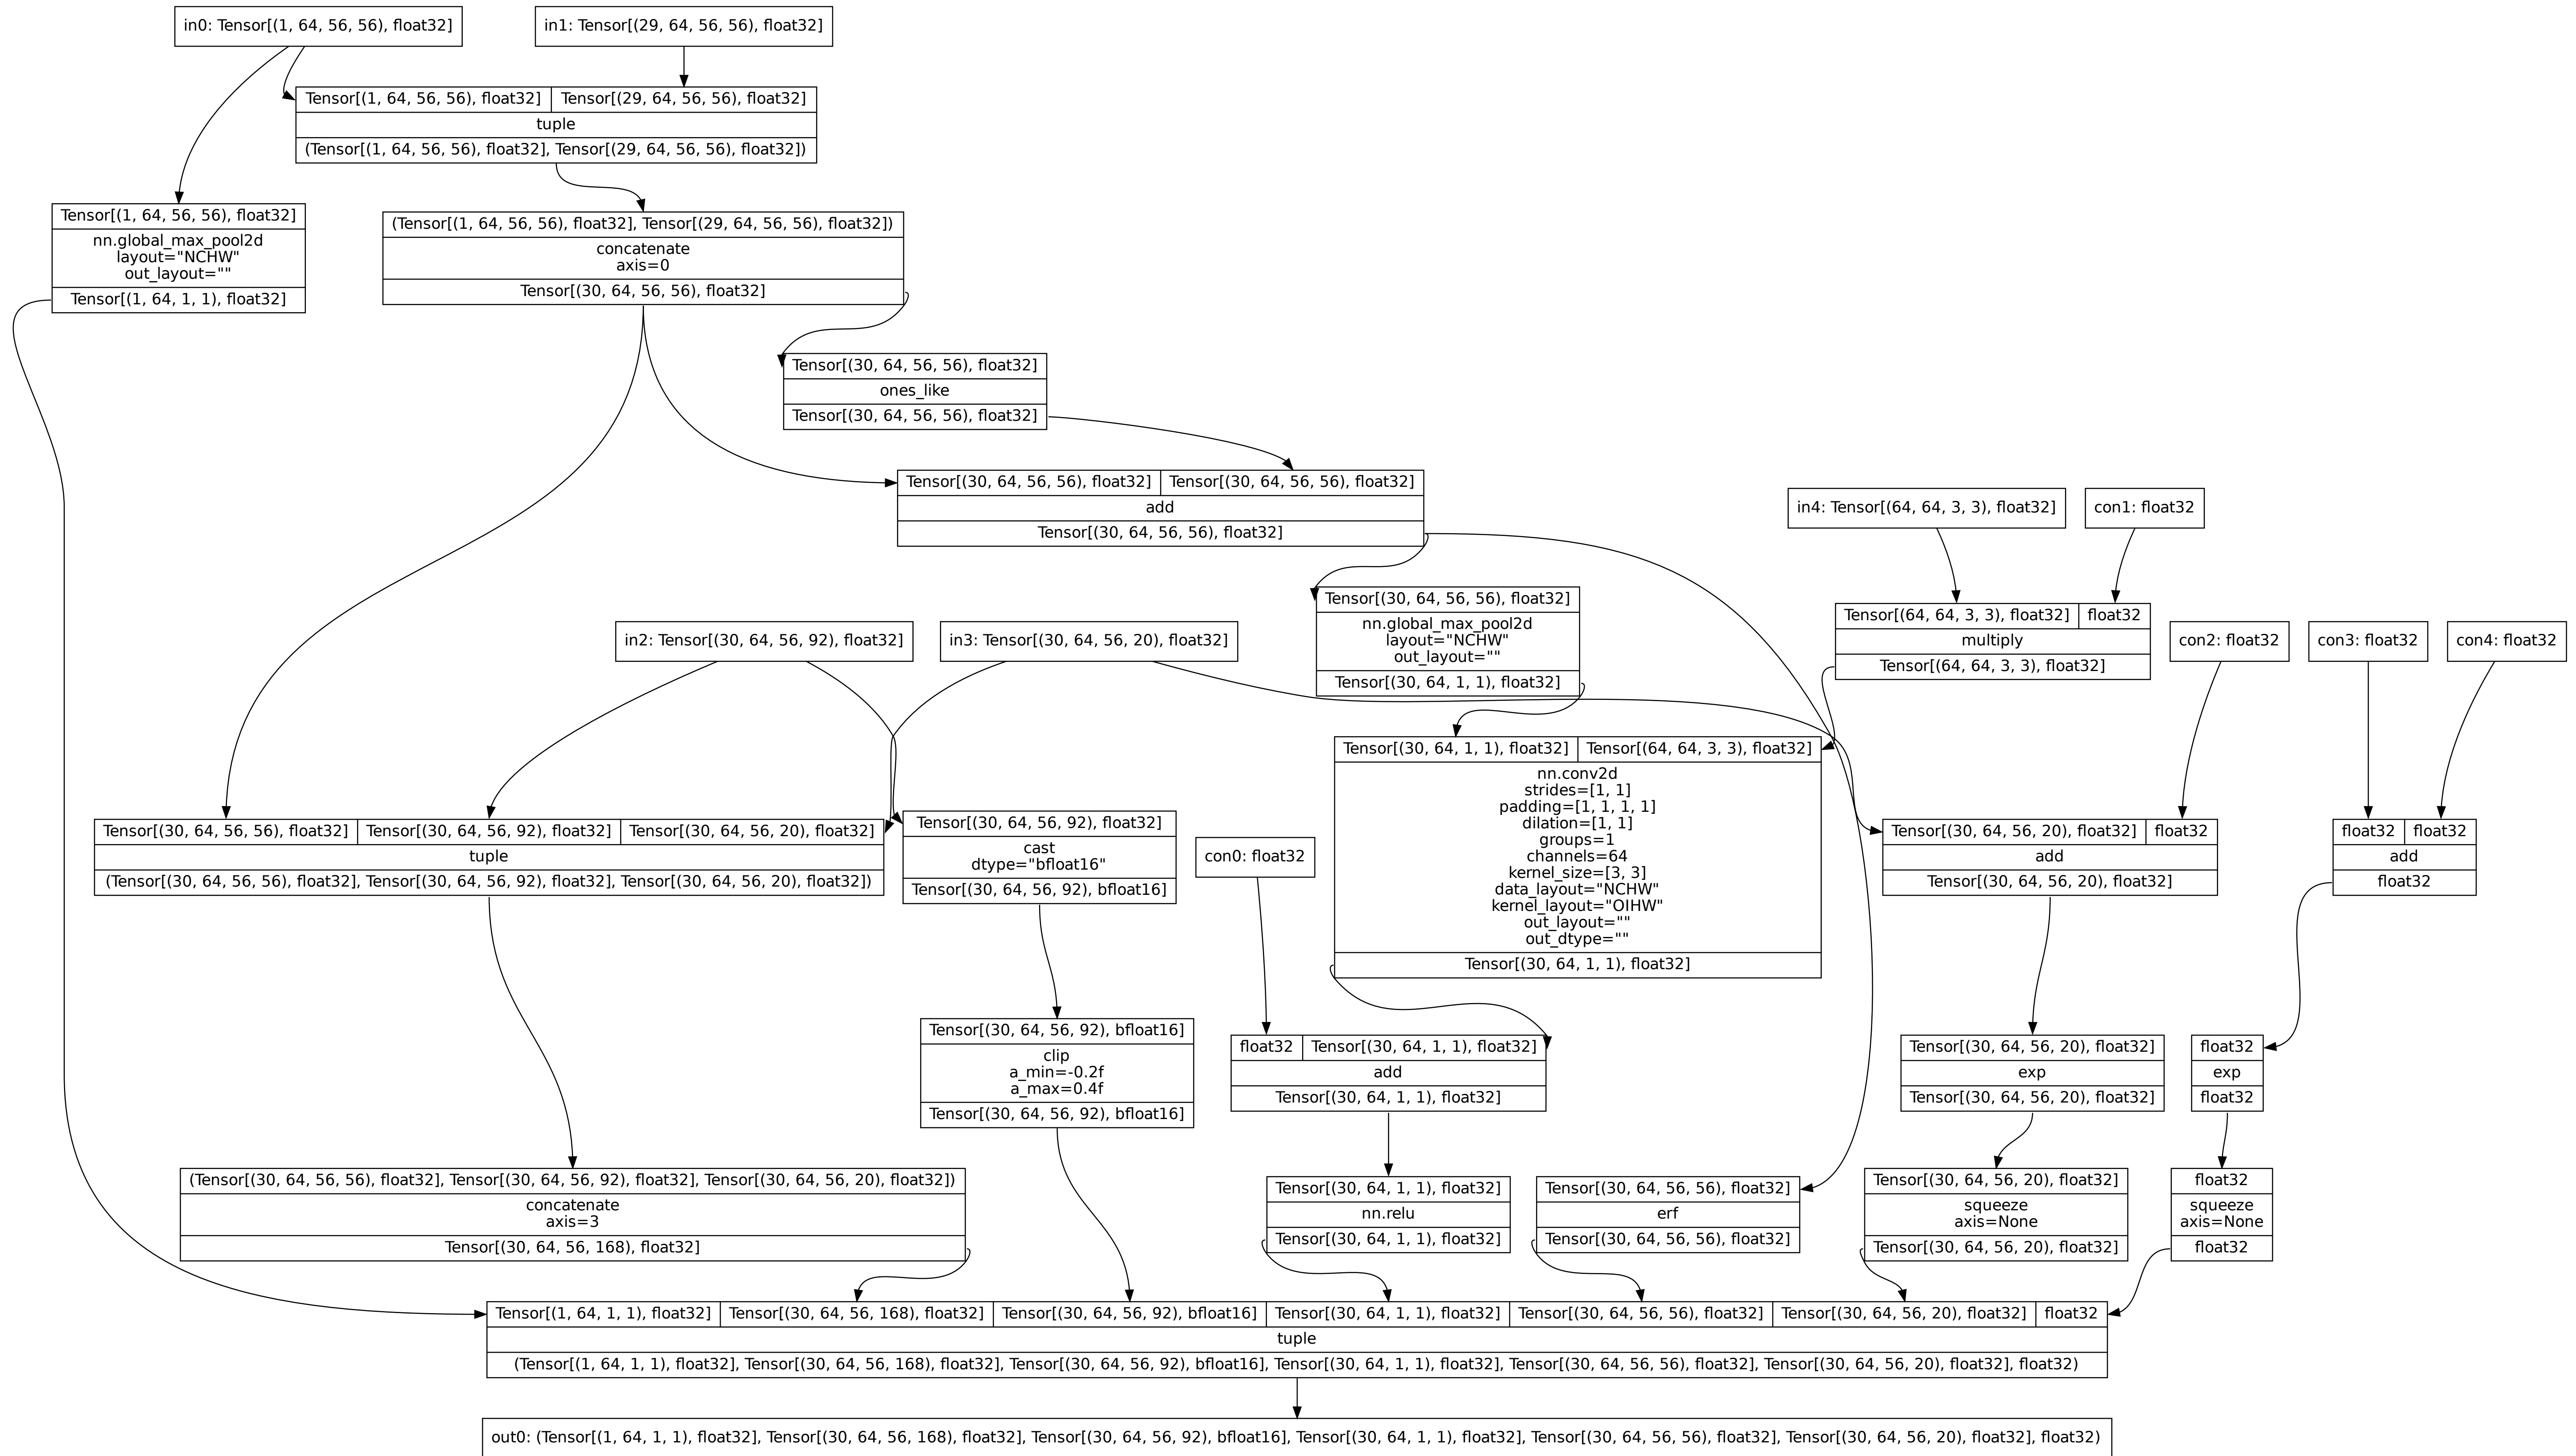 in0: Tensor[(1, 64, 56, 56), float32]
in1: Tensor[(29, 64, 56, 56), float32]
Tensor[(1, 64, 56, 56), float32]
Tensor[(29, 64, 56, 56), float32]
tuple
(Tensor[(1, 64, 56, 56), float32], Tensor[(29, 64, 56, 56), float32])
Tensor[(1, 64, 56, 56), float32]
nn.global_max_pool2d
layout="NCHW"
out_layout=""
Tensor[(1, 64, 1, 1), float32]
(Tensor[(1, 64, 56, 56), float32], Tensor[(29, 64, 56, 56), float32])
concatenate
axis=0
Tensor[(30, 64, 56, 56), float32]
Tensor[(30, 64, 56, 56), float32]
ones_like
Tensor[(30, 64, 56, 56), float32]
Tensor[(30, 64, 56, 56), float32]
Tensor[(30, 64, 56, 56), float32]
add
Tensor[(30, 64, 56, 56), float32]
in4: Tensor[(64, 64, 3, 3), float32]
con1: float32
Tensor[(30, 64, 56, 56), float32]
nn.global_max_pool2d
layout="NCHW"
out_layout=""
Tensor[(30, 64, 1, 1), float32]
Tensor[(64, 64, 3, 3), float32]
float32
multiply
Tensor[(64, 64, 3, 3), float32]
in2: Tensor[(30, 64, 56, 92), float32]
in3: Tensor[(30, 64, 56, 20), float32]
con2: float32
con3: float32
con4: float32
Tensor[(30, 64, 1, 1), float32]
Tensor[(64, 64, 3, 3), float32]
nn.conv2d
strides=[1, 1]
padding=[1, 1, 1, 1]
dilation=[1, 1]
groups=1
channels=64
kernel_size=[3, 3]
data_layout="NCHW"
kernel_layout="OIHW"
out_layout=""
out_dtype=""
Tensor[(30, 64, 1, 1), float32]
Tensor[(30, 64, 56, 56), float32]
Tensor[(30, 64, 56, 92), float32]
Tensor[(30, 64, 56, 20), float32]
tuple
(Tensor[(30, 64, 56, 56), float32], Tensor[(30, 64, 56, 92), float32], Tensor[(30, 64, 56, 20), float32])
Tensor[(30, 64, 56, 92), float32]
cast
dtype="bfloat16"
Tensor[(30, 64, 56, 92), bfloat16]
con0: float32
Tensor[(30, 64, 56, 20), float32]
float32
add
Tensor[(30, 64, 56, 20), float32]
float32
float32
add
float32
Tensor[(30, 64, 56, 92), bfloat16]
clip
a_min=-0.2f
a_max=0.4f
Tensor[(30, 64, 56, 92), bfloat16]
float32
Tensor[(30, 64, 1, 1), float32]
add
Tensor[(30, 64, 1, 1), float32]
Tensor[(30, 64, 56, 20), float32]
exp
Tensor[(30, 64, 56, 20), float32]
float32
exp
float32
(Tensor[(30, 64, 56, 56), float32], Tensor[(30, 64, 56, 92), float32], Tensor[(30, 64, 56, 20), float32])
concatenate
axis=3
Tensor[(30, 64, 56, 168), float32]
Tensor[(30, 64, 1, 1), float32]
nn.relu
Tensor[(30, 64, 1, 1), float32]
Tensor[(30, 64, 56, 56), float32]
erf
Tensor[(30, 64, 56, 56), float32]
Tensor[(30, 64, 56, 20), float32]
squeeze
axis=None
Tensor[(30, 64, 56, 20), float32]
float32
squeeze
axis=None
float32
Tensor[(1, 64, 1, 1), float32]
Tensor[(30, 64, 56, 168), float32]
Tensor[(30, 64, 56, 92), bfloat16]
Tensor[(30, 64, 1, 1), float32]
Tensor[(30, 64, 56, 56), float32]
Tensor[(30, 64, 56, 20), float32]
float32
tuple
(Tensor[(1, 64, 1, 1), float32], Tensor[(30, 64, 56, 168), float32], Tensor[(30, 64, 56, 92), bfloat16], Tensor[(30, 64, 1, 1), float32], Tensor[(30, 64, 56, 56), float32], Tensor[(30, 64, 56, 20), float32], float32)
out0: (Tensor[(1, 64, 1, 1), float32], Tensor[(30, 64, 56, 168), float32], Tensor[(30, 64, 56, 92), bfloat16], Tensor[(30, 64, 1, 1), float32], Tensor[(30, 64, 56, 56), float32], Tensor[(30, 64, 56, 20), float32], float32)